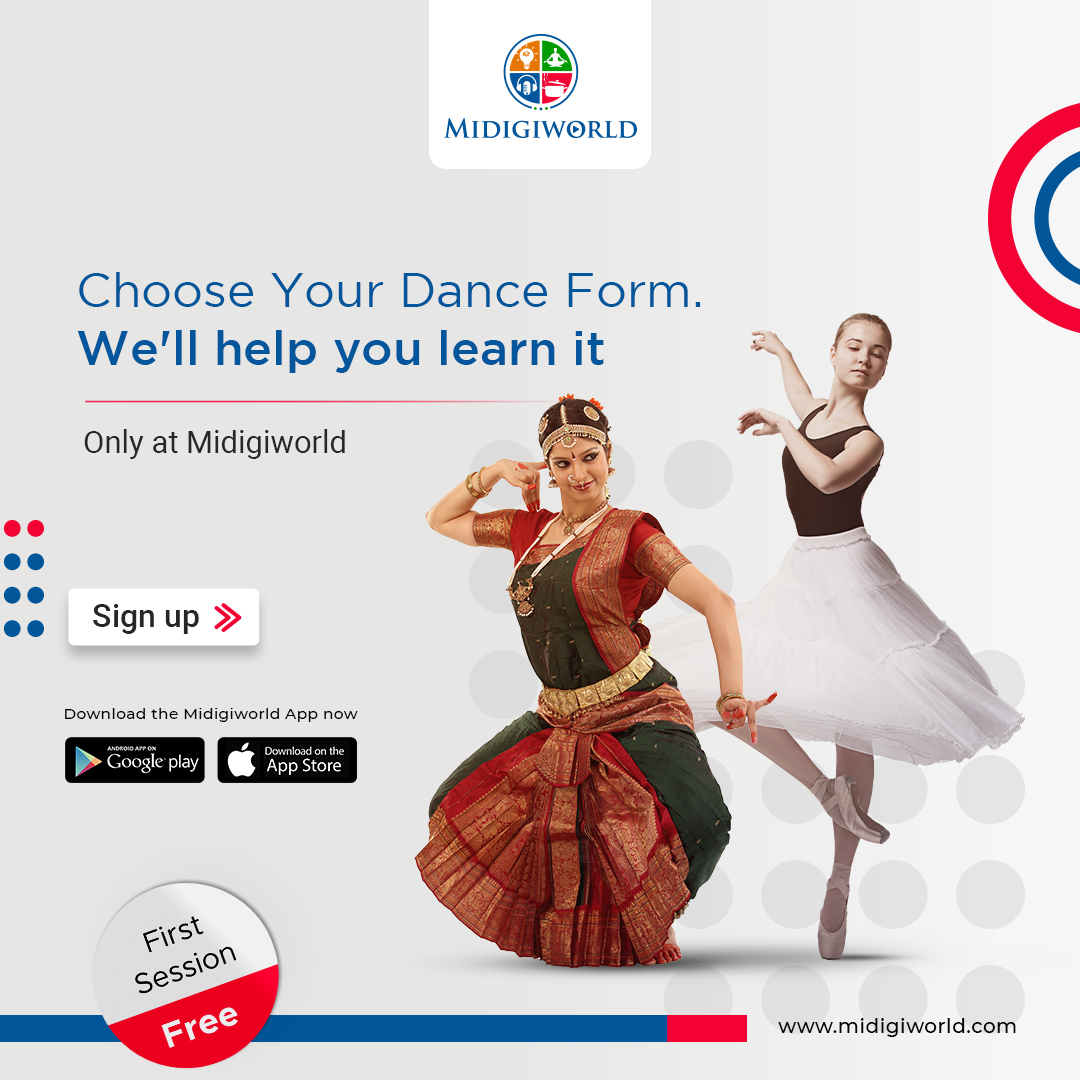 MIDIGIWORLD
Choose Your Dance Form.
We'll help you learn it
Only at Midigiworld
Sign up
Download the Midigiworld App now
ANDROID APP ON
Google play
Download on the
App Store
First
Session
Free
www.midigiworld.com